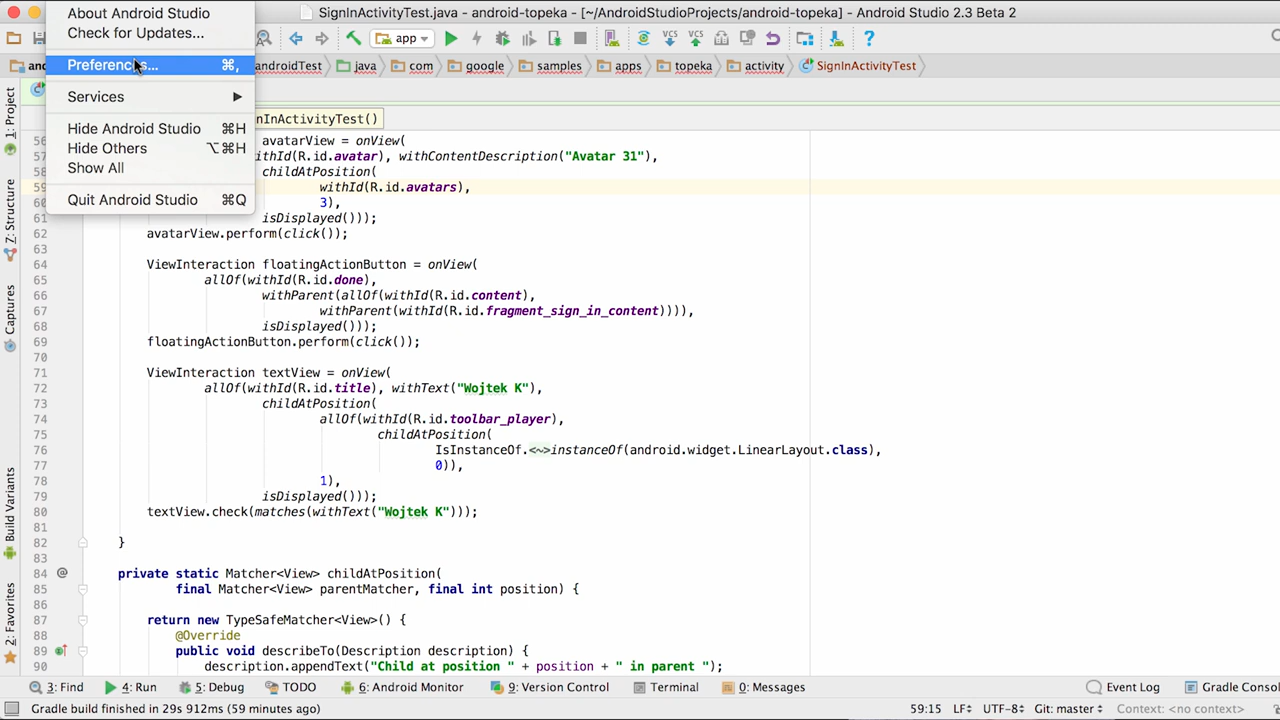 About Android Studio
Check for Updates...
Preferences... ⌘,
Services
Hide Android Studio ⌘H
Hide Others ⌥⌘H
Show All
Quit Android Studio ⌘Q
SignInActivityTest.java - android-topeka - [~/AndroidStudioProjects/android-topeka] - Android Studio 2.3 Beta 2
app
VCS VCS
androidTest java com google samples apps topeka activity SignInActivityTest
nInActivityTest()
1: Project
7: Structure
Captures
Build Variants
2: Favorites
56 avatarView = onView(
57 ithId(R.id.avatar), withContentDescription("Avatar 31"),
58 childAtPosition(
59 withId(R.id.avatars),
60 3),
61 isDisplayed()));
62 avatarView.perform(click());
63
64 ViewInteraction floatingActionButton = onView(
65 allOf(withId(R.id.done),
66 withParent(allOf(withId(R.id.content),
67 withParent(withId(R.id.fragment_sign_in_content)))),
68 isDisplayed()));
69 floatingActionButton.perform(click());
70
71 ViewInteraction textView = onView(
72 allOf(withId(R.id.title), withText("Wojtek K"),
73 childAtPosition(
74 allOf(withId(R.id.toolbar_player),
75 childAtPosition(
76 IsInstanceOf.<~>instanceOf(android.widget.LinearLayout.class),
77 0)),
78 1),
79 isDisplayed()));
80 textView.check(matches(withText("Wojtek K")));
81
82 }
83
84 @ private static Matcher<View> childAtPosition(
85 final Matcher<View> parentMatcher, final int position) {
86
87 return new TypeSafeMatcher<View>() {
88 @Override
89 public void describeTo(Description description) {
90 description.appendText("Child at position " + position + " in parent ");
3: Find 4: Run 5: Debug TODO 6: Android Monitor 9: Version Control Terminal 0: Messages Event Log Gradle Conso
Gradle build finished in 29s 912ms (59 minutes ago) 59:15 LF UTF-8 Git: master Context: <no context>